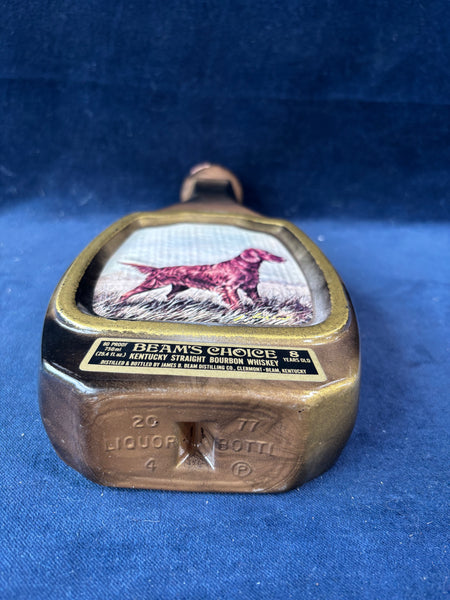 80 PROOF
750ml
(25.4 fl. oz.)
BEAM'S CHOICE
KENTUCKY STRAIGHT BOURBON WHISKEY
8
YEARS OLD
DISTILLED & BOTTLED BY JAMES B. BEAM DISTILLING CO., CLERMONT-BEAM, KENTUCKY
20 77
LIQUOR BOTTL
4 P